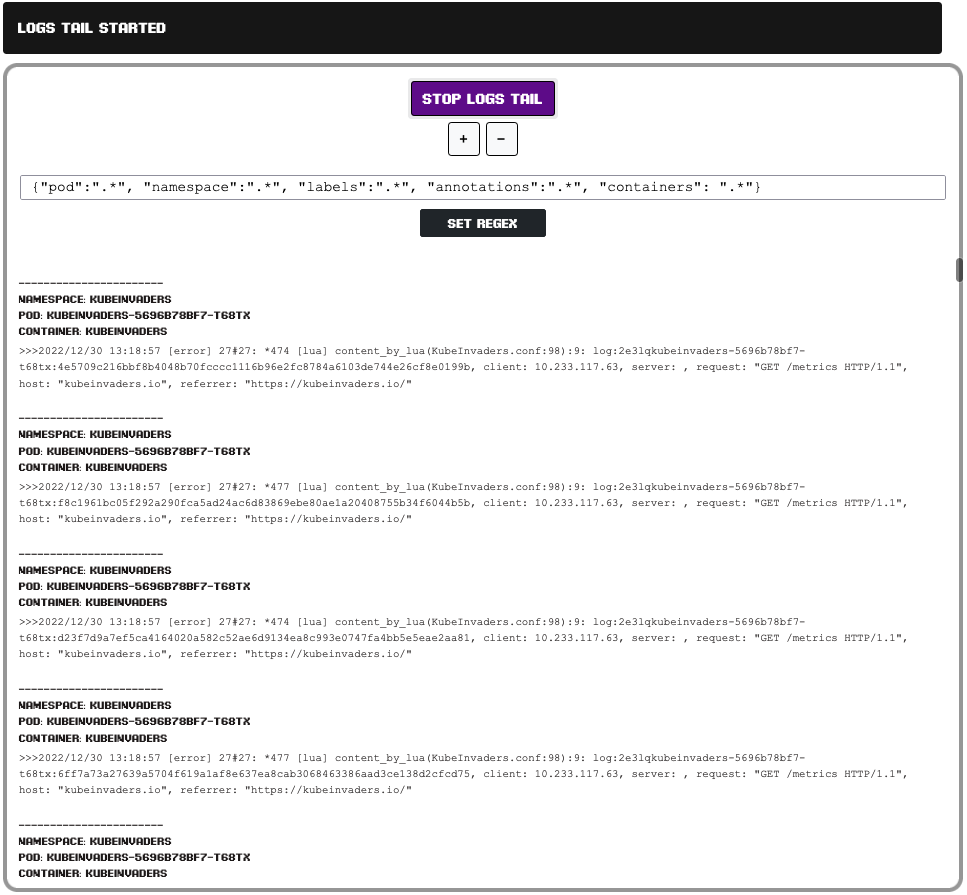 LOGS TAIL STARTED
STOP LOGS TAIL
+ -
{"pod":".*", "namespace":".*", "labels":".*", "annotations":".*", "containers": ".*"}
SET REGEX
------------------------
NAMESPACE: KUBEINVADERS
POD: KUBEINVADERS-5696B78BF7-T68TX
CONTAINER: KUBEINVADERS
>>>2022/12/30 13:18:57 [error] 27#27: *474 [lua] content_by_lua(KubeInvaders.conf:98):9: log:2e3lqkubeinvaders-5696b78bf7-
t68tx:4e5709c216bbf8b4048b70fcccc1116b96e2fc8784a6103de744e26cf8e0199b, client: 10.233.117.63, server: , request: "GET /metrics HTTP/1.1",
host: "kubeinvaders.io", referrer: "https://kubeinvaders.io/"
------------------------
NAMESPACE: KUBEINVADERS
POD: KUBEINVADERS-5696B78BF7-T68TX
CONTAINER: KUBEINVADERS
>>>2022/12/30 13:18:57 [error] 27#27: *477 [lua] content_by_lua(KubeInvaders.conf:98):9: log:2e3lqkubeinvaders-5696b78bf7-
t68tx:f8c1961bc05f292a290fca5ad24ac6d83869ebe80ae1a20408755b34f6044b5b, client: 10.233.117.63, server: , request: "GET /metrics HTTP/1.1",
host: "kubeinvaders.io", referrer: "https://kubeinvaders.io/"
------------------------
NAMESPACE: KUBEINVADERS
POD: KUBEINVADERS-5696B78BF7-T68TX
CONTAINER: KUBEINVADERS
>>>2022/12/30 13:18:57 [error] 27#27: *474 [lua] content_by_lua(KubeInvaders.conf:98):9: log:2e3lqkubeinvaders-5696b78bf7-
t68tx:d23f7d9a7ef5ca4164020a582c52ae6d9134ea8c993e0747fa4bb5e5eae2aa81, client: 10.233.117.63, server: , request: "GET /metrics HTTP/1.1",
host: "kubeinvaders.io", referrer: "https://kubeinvaders.io/"
------------------------
NAMESPACE: KUBEINVADERS
POD: KUBEINVADERS-5696B78BF7-T68TX
CONTAINER: KUBEINVADERS
>>>2022/12/30 13:18:57 [error] 27#27: *477 [lua] content_by_lua(KubeInvaders.conf:98):9: log:2e3lqkubeinvaders-5696b78bf7-
t68tx:6ff7a73a27639a5704f619a1af8e637ea8cab3068463386aad3ce138d2cfcd75, client: 10.233.117.63, server: , request: "GET /metrics HTTP/1.1",
host: "kubeinvaders.io", referrer: "https://kubeinvaders.io/"
------------------------
NAMESPACE: KUBEINVADERS
POD: KUBEINVADERS-5696B78BF7-T68TX
CONTAINER: KUBEINVADERS